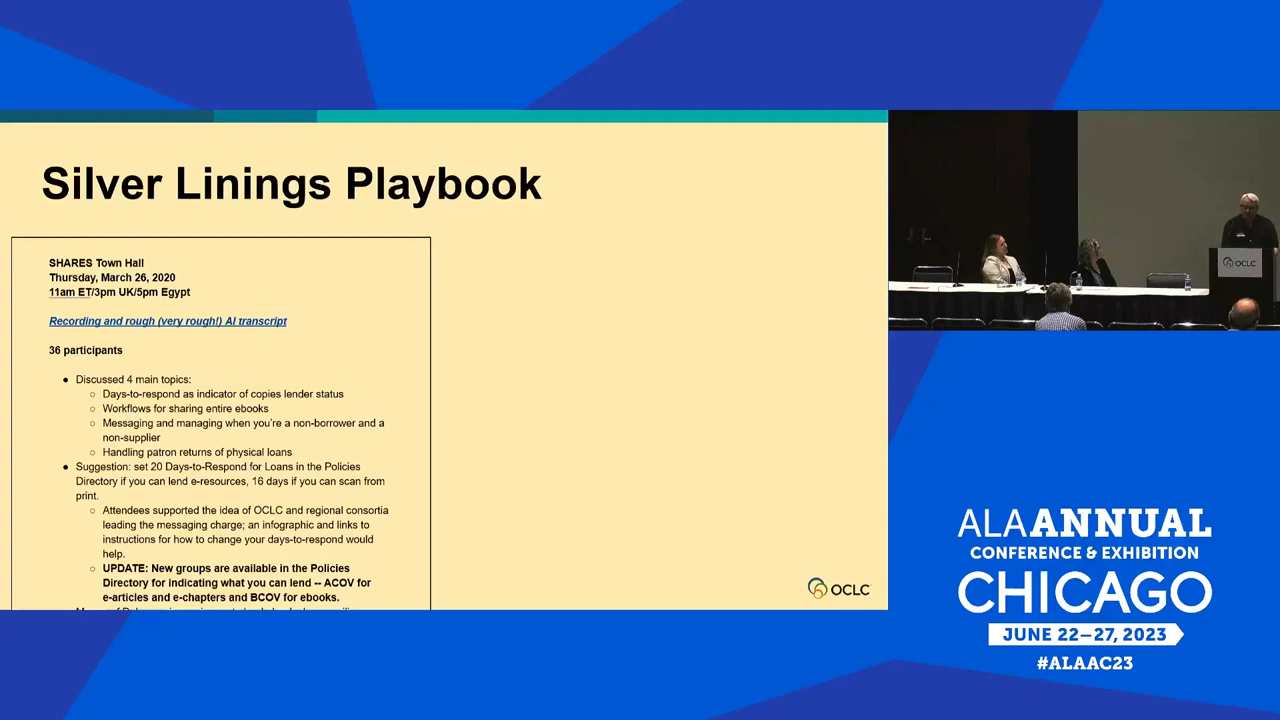 Silver Linings Playbook
SHARES Town Hall
Thursday, March 26, 2020
11am ET/3pm UK/5pm Egypt
Recording and rough (very rough!) AI transcript
36 participants
● Discussed 4 main topics:
○ Days-to-respond as indicator of copies lender status
○ Workflows for sharing entire ebooks
○ Messaging and managing when you're a non-borrower and a
non-supplier
○ Handling patron returns of physical loans
● Suggestion: set 20 Days-to-Respond for Loans in the Policies
Directory if you can lend e-resources, 16 days if you can scan from
print.
○ Attendees supported the idea of OCLC and regional consortia
leading the messaging charge; an infographic and links to
instructions for how to change your days-to-respond would
help.
○ UPDATE: New groups are available in the Policies
Directory for indicating what you can lend -- ACOV for
e-articles and e-chapters and BCOV for ebooks.
OCLC
OCLC
ALAANNUAL
CONFERENCE & EXHIBITION
CHICAGO
JUNE 22–27, 2023
#ALAAC23